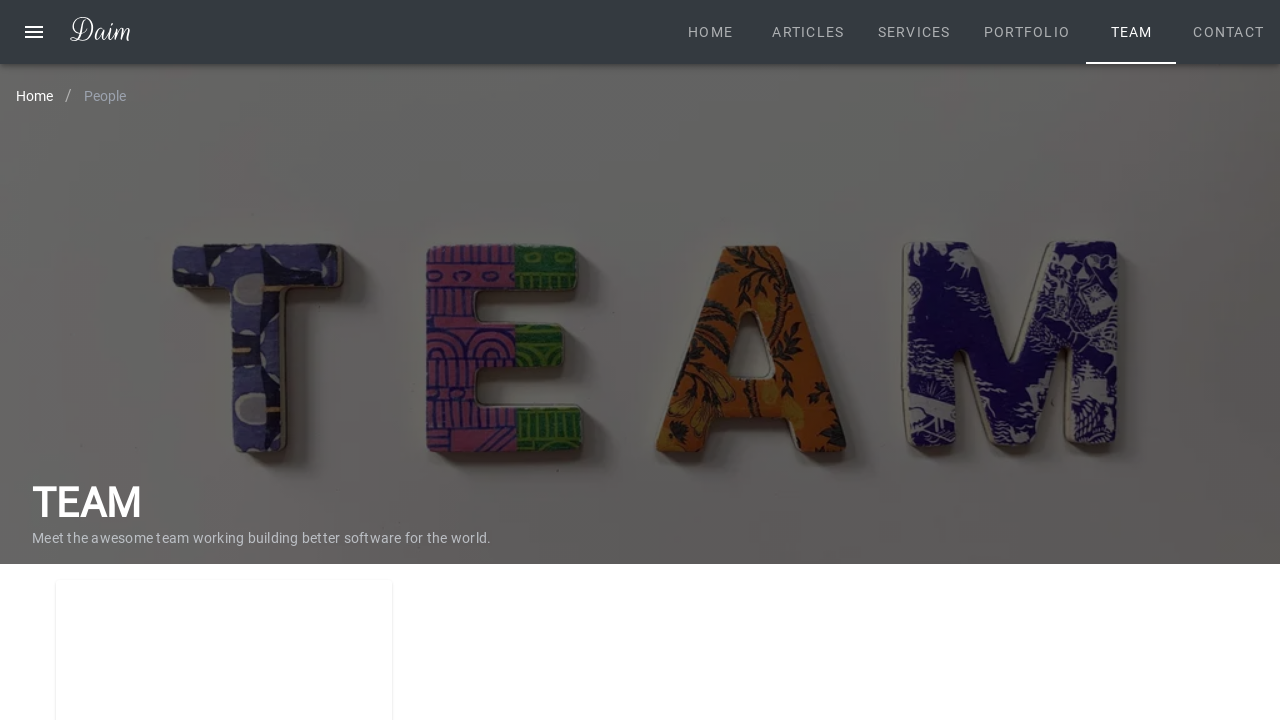 Daim
HOME ARTICLES SERVICES PORTFOLIO TEAM CONTACT
Home / People
TEAM
TEAM
Meet the awesome team working building better software for the world.